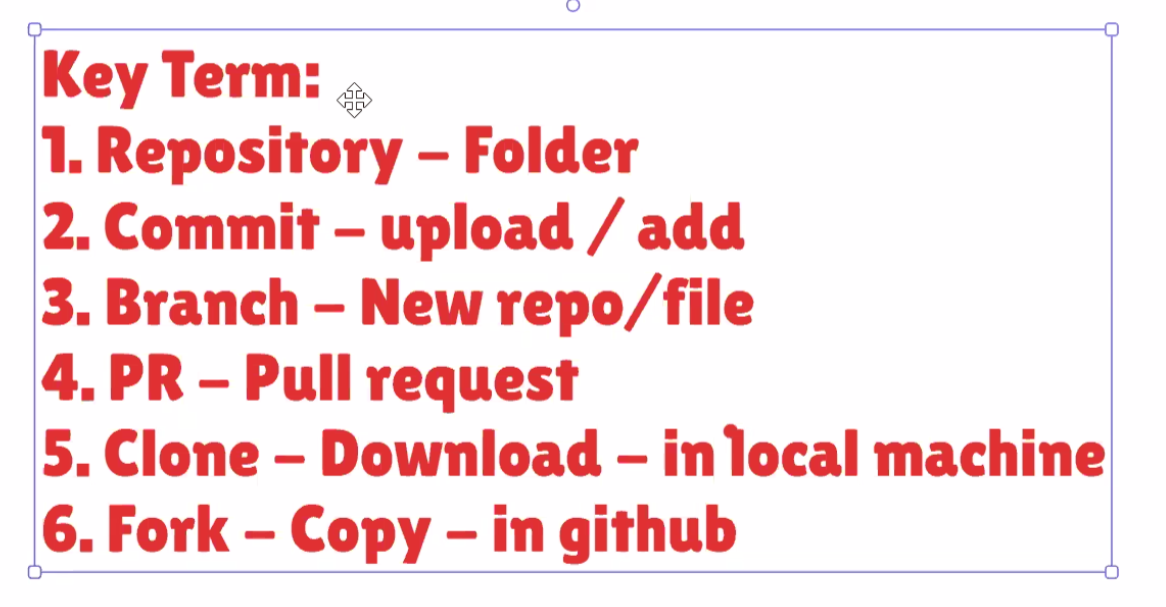 Key Term:
1. Repository – Folder
2. Commit – upload / add
3. Branch – New repo/file
4. PR – Pull request
5. Clone – Download – in local machine
6. Fork – Copy – in github